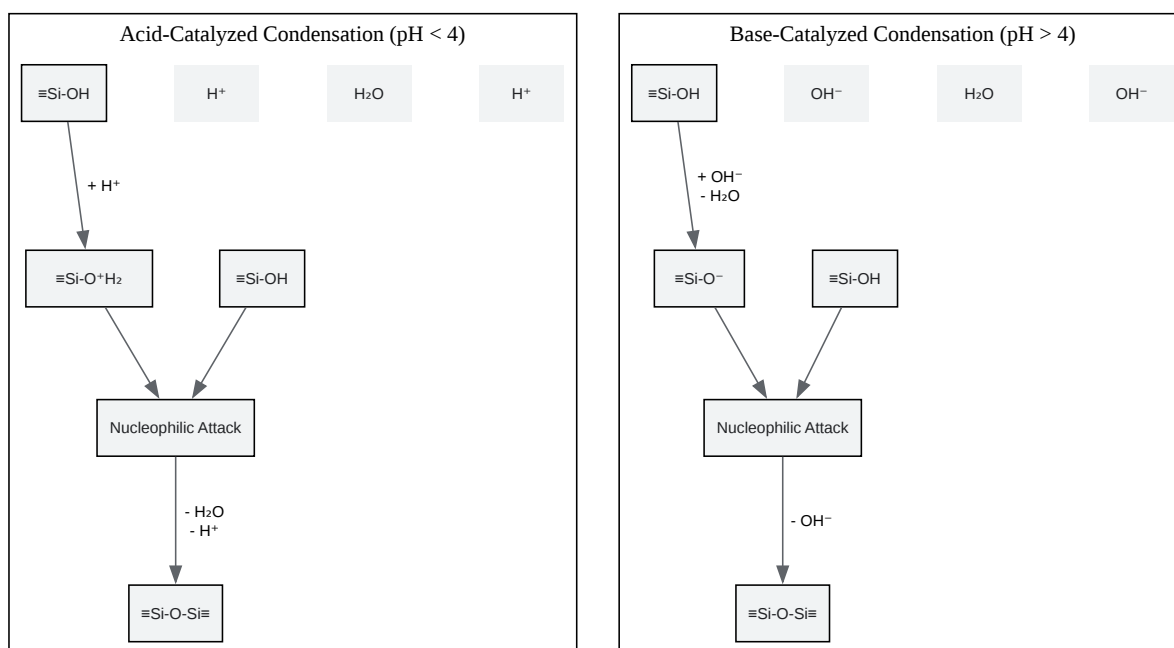 Acid-Catalyzed Condensation (pH < 4)
≡Si-OH
H⁺
H₂O
H⁺
+ H⁺
≡Si-O⁺H₂
≡Si-OH
Nucleophilic Attack
- H₂O
- H⁺
≡Si-O-Si≡
Base-Catalyzed Condensation (pH > 4)
≡Si-OH
OH⁻
H₂O
OH⁻
+ OH⁻
- H₂O
≡Si-O⁻
≡Si-OH
Nucleophilic Attack
- OH⁻
≡Si-O-Si≡